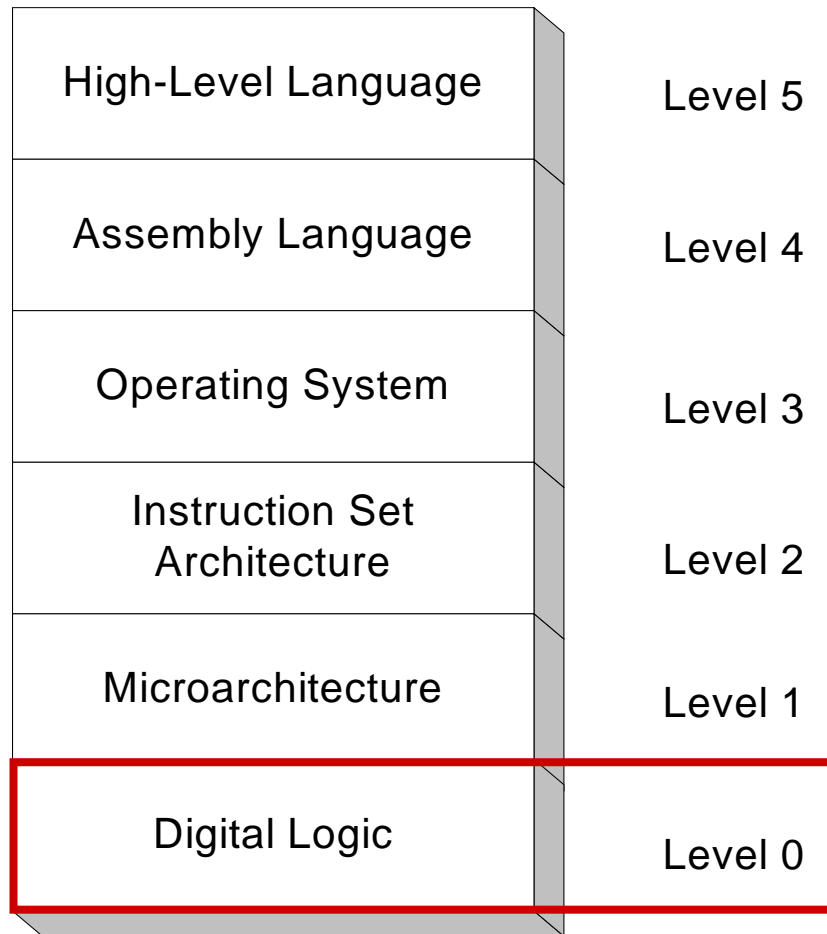 High-Level Language
Level 5
Assembly Language
Level 4
Operating System
Level 3
Instruction Set
Architecture
Level 2
Microarchitecture
Level 1
Digital Logic
Level 0